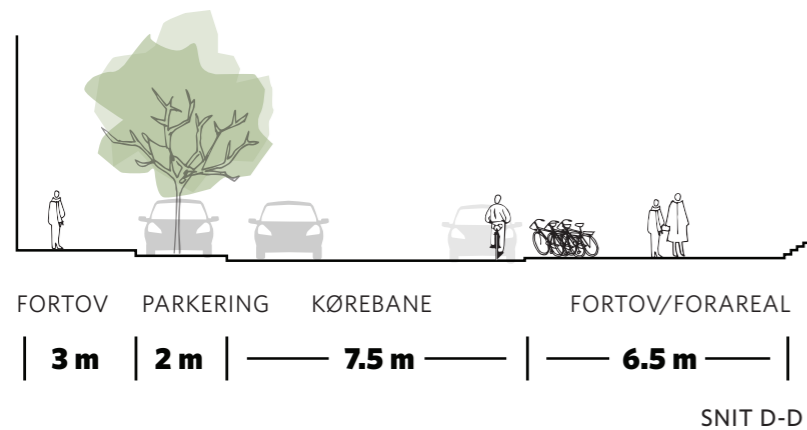 FORTOV PARKERING KØREBANE FORTOV/FORAREAL
3 m 2 m 7.5 m 6.5 m
SNIT D-D